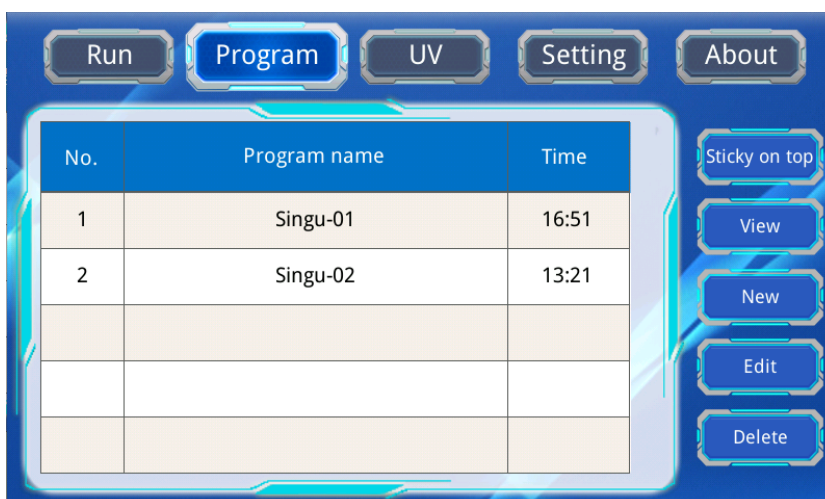 Run Program UV Setting About
No. Program name Time
1 Singu-01 16:51
2 Singu-02 13:21
Sticky on top
View
New
Edit
Delete